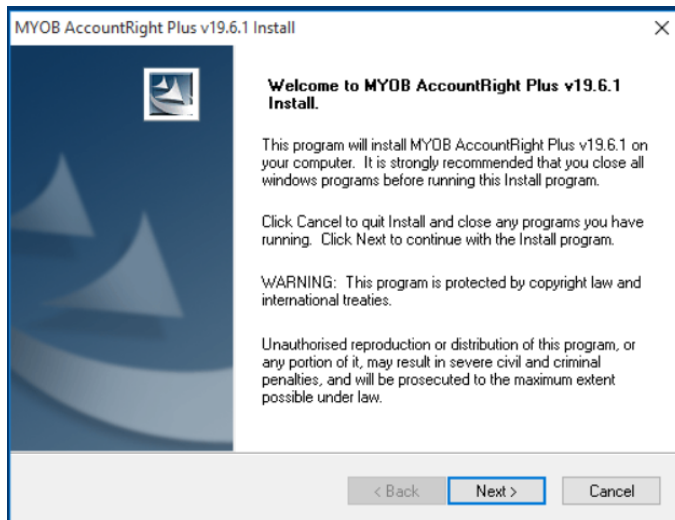 MYOB AccountRight Plus v19.6.1 Install
Welcome to MYOB AccountRight Plus v19.6.1
Install.
This program will install MYOB AccountRight Plus v19.6.1 on
your computer.  It is strongly recommended that you close all
windows programs before running this Install program.
Click Cancel to quit Install and close any programs you have
running.  Click Next to continue with the Install program.
WARNING:  This program is protected by copyright law and
international treaties.
Unauthorised reproduction or distribution of this program, or
any portion of it, may result in severe civil and criminal
penalties, and will be prosecuted to the maximum extent
possible under law.
< Back
Next >
Cancel